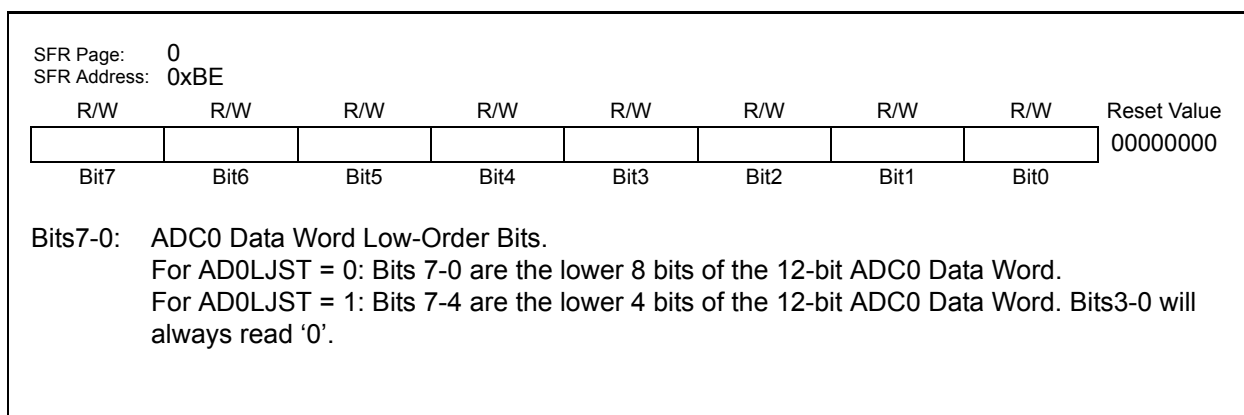 SFR Page: 0
SFR Address: 0xBE
R/W R/W R/W R/W R/W R/W R/W R/W Reset Value
00000000
Bit7 Bit6 Bit5 Bit4 Bit3 Bit2 Bit1 Bit0
Bits7-0: ADC0 Data Word Low-Order Bits.
For AD0LJST = 0: Bits 7-0 are the lower 8 bits of the 12-bit ADC0 Data Word.
For AD0LJST = 1: Bits 7-4 are the lower 4 bits of the 12-bit ADC0 Data Word. Bits3-0 will
always read ‘0’.